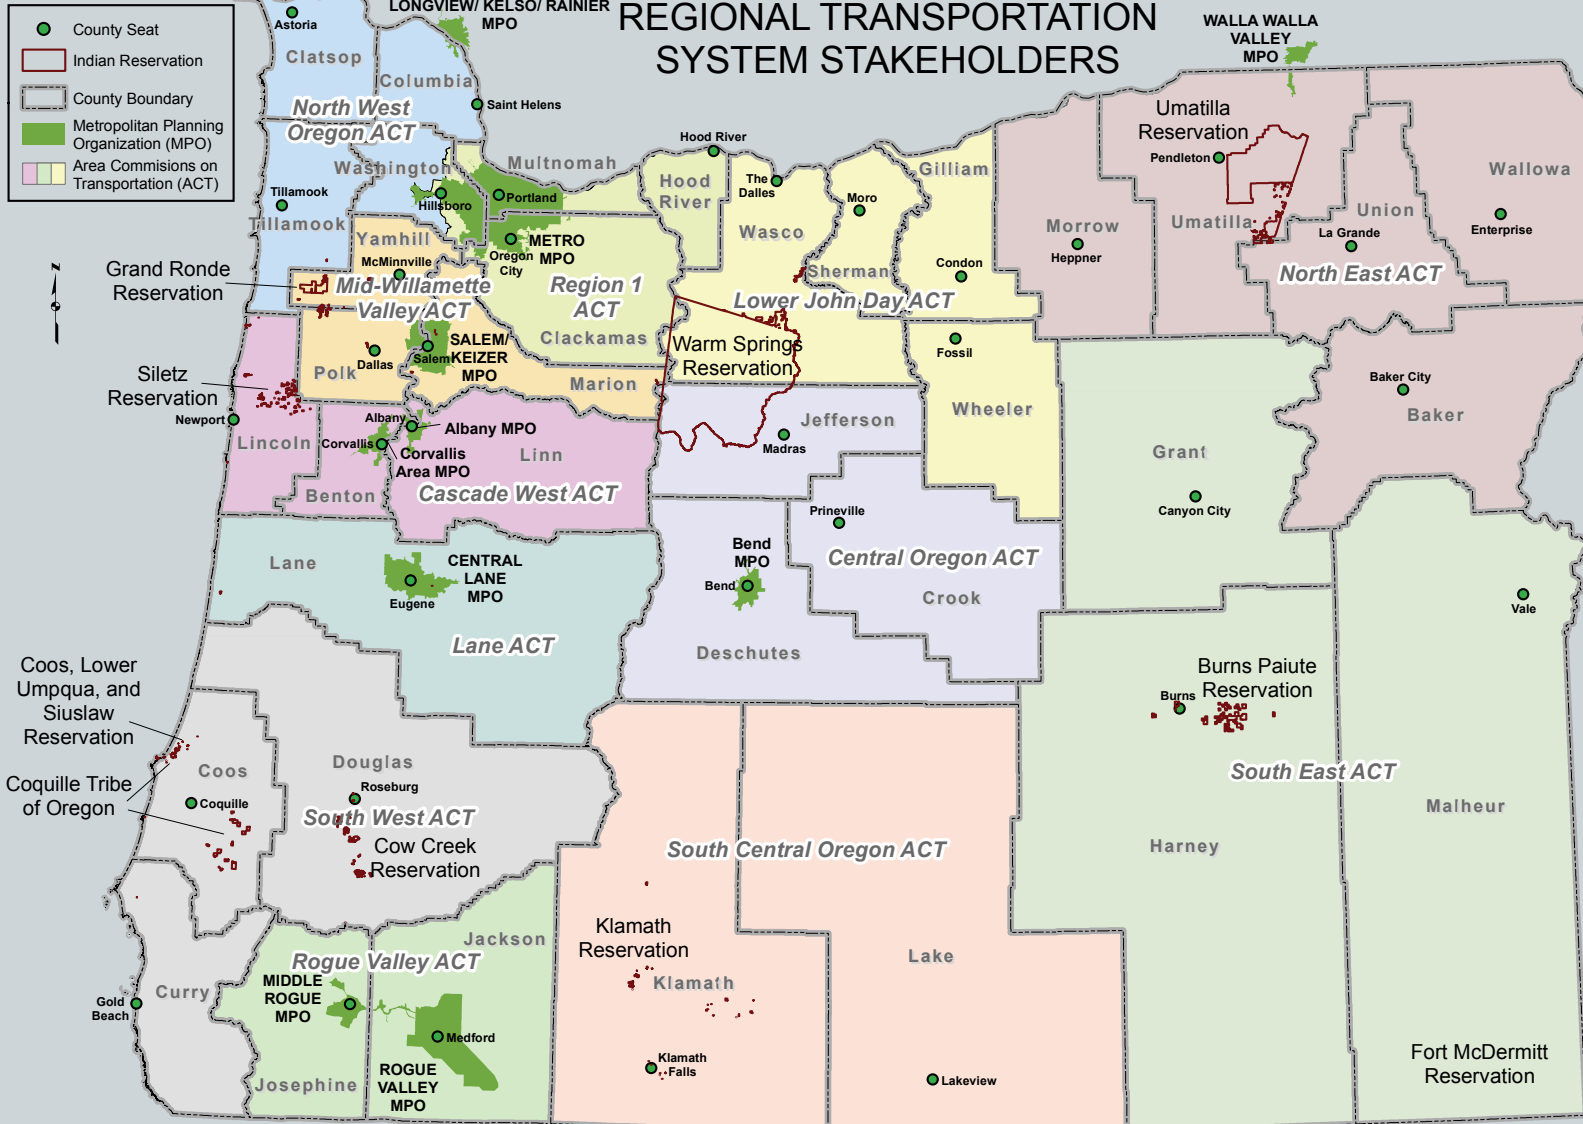 REGIONAL TRANSPORTATION
SYSTEM STAKEHOLDERS
County Seat
Indian Reservation
County Boundary
Metropolitan Planning
Organization (MPO)
Area Commisions on
Transportation (ACT)
LONGVIEW/ KELSO/ RAINIER
MPO
WALLA WALLA
VALLEY
MPO
Astoria
Clatsop
Columbia
North West
Oregon ACT
Saint Helens
Washington
Multnomah
Hood River
Hood
River
The
Dalles
Moro
Gilliam
Umatilla
Reservation
Pendleton
Wallowa
Tillamook
Tillamook
Hillsboro
Portland
Yamhill
McMinnville
Oregon
City
METRO
MPO
Wasco
Sherman
Condon
Morrow
Heppner
Umatilla
Union
La Grande
Enterprise
North East ACT
Grand Ronde
Reservation
Mid-Willamette
Valley ACT
Region 1
ACT
Lower John Day ACT
Clackamas
Warm Springs
Reservation
Fossil
Siletz
Reservation
Polk
Dallas
Salem
SALEM/
KEIZER
MPO
Marion
Wheeler
Baker City
Baker
Newport
Lincoln
Albany
Albany MPO
Corvallis
Corvallis
Area MPO
Linn
Benton
Cascade West ACT
Jefferson
Madras
Grant
Canyon City
Prineville
Central Oregon ACT
Crook
Bend
MPO
Bend
Deschutes
Lane
CENTRAL
LANE
MPO
Eugene
Lane ACT
Vale
Coos, Lower
Umpqua, and
Siuslaw
Reservation
Burns Paiute
Reservation
Burns
South East ACT
Malheur
Harney
Coquille Tribe
of Oregon
Coos
Coquille
Douglas
Roseburg
South West ACT
Cow Creek
Reservation
South Central Oregon ACT
Klamath
Reservation
Klamath
Lake
Klamath
Falls
Lakeview
Jackson
Rogue Valley ACT
MIDDLE
ROGUE
MPO
Curry
Gold
Beach
Medford
ROGUE
VALLEY
MPO
Josephine
Fort McDermitt
Reservation
N